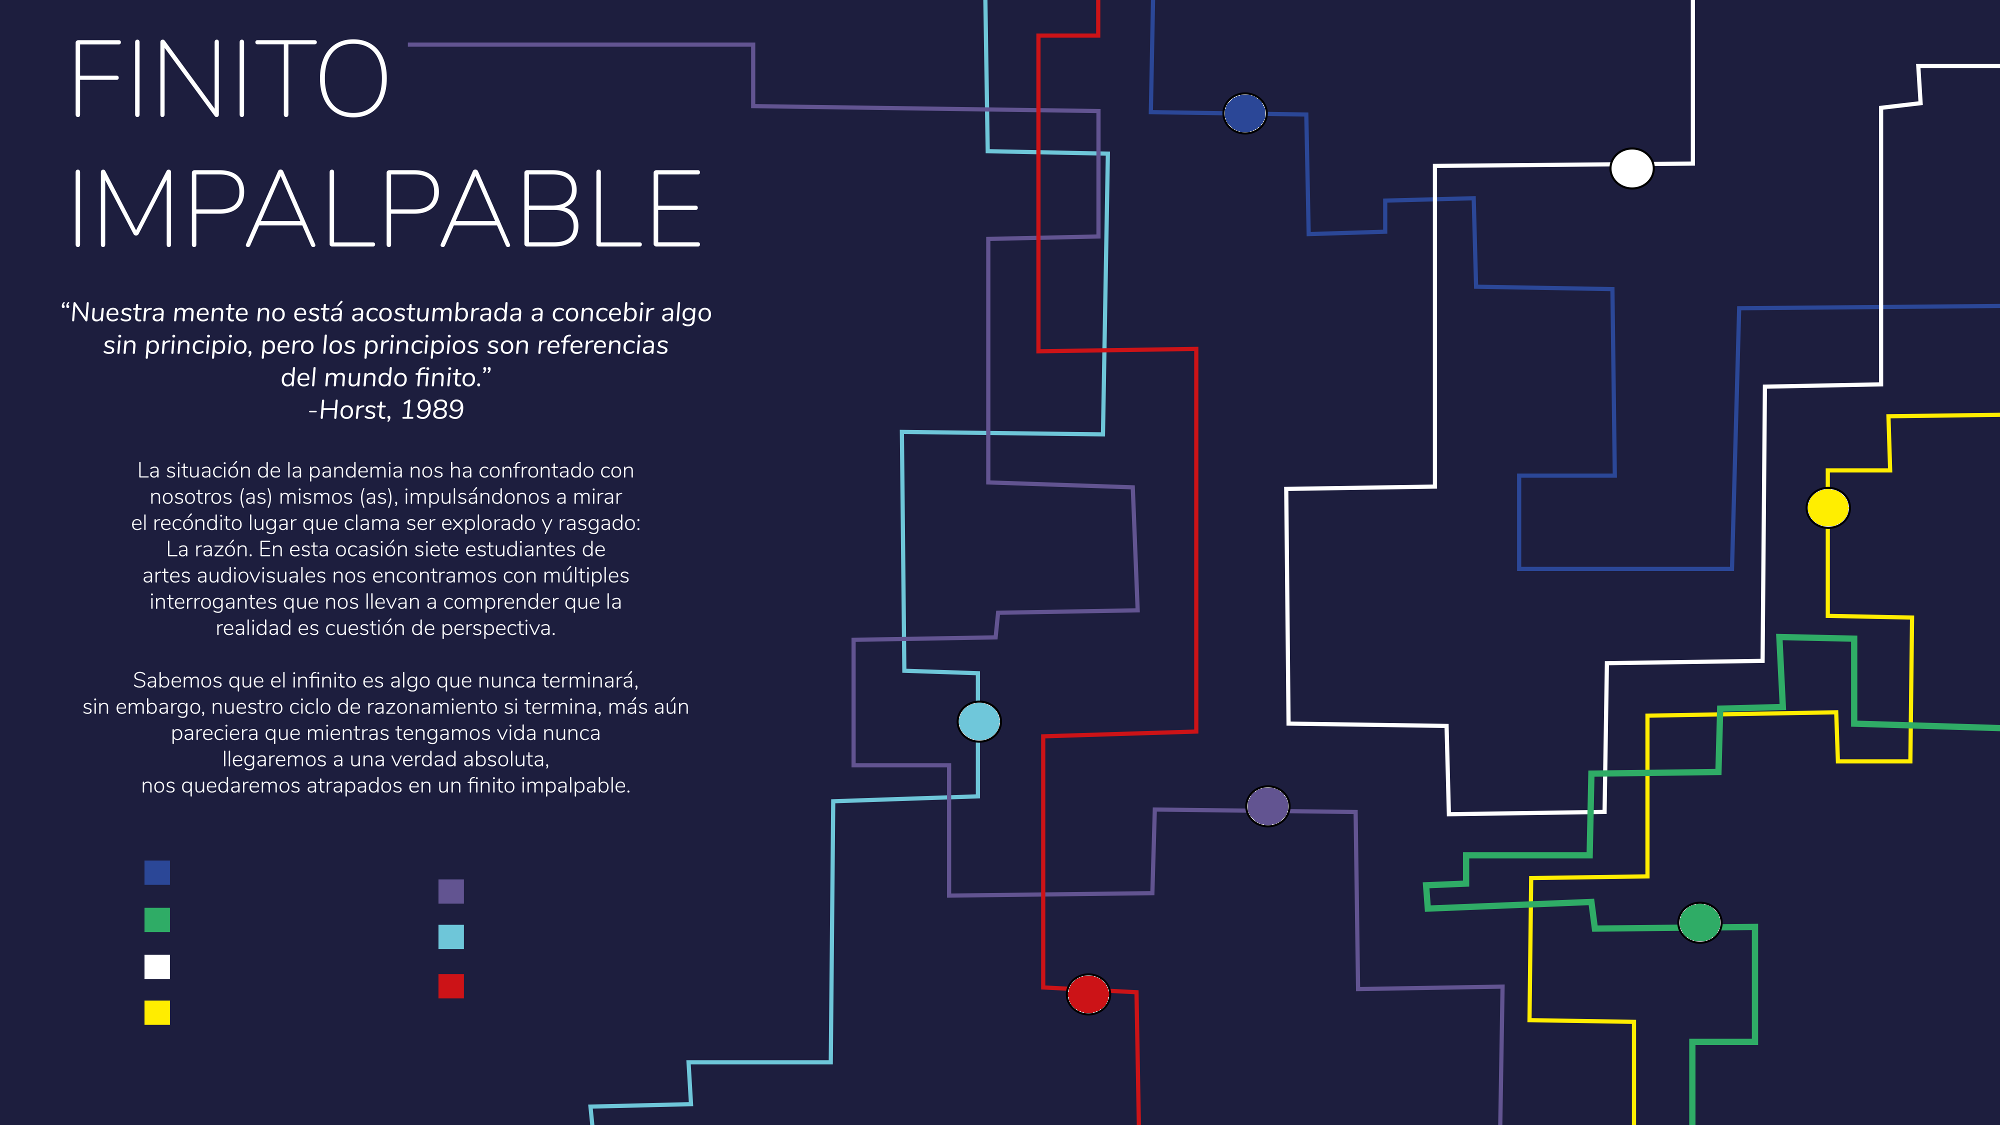 FINITO
IMPALPABLE
“Nuestra mente no está acostumbrada a concebir algo
sin principio, pero los principios son referencias
del mundo finito.”
-Horst, 1989
La situación de la pandemia nos ha confrontado con
nosotros (as) mismos (as), impulsándonos a mirar
el recóndito lugar que clama ser explorado y rasgado:
La razón. En esta ocasión siete estudiantes de
artes audiovisuales nos encontramos con múltiples
interrogantes que nos llevan a comprender que la
realidad es cuestión de perspectiva.
Sabemos que el infinito es algo que nunca terminará,
sin embargo, nuestro ciclo de razonamiento si termina, más aún
pareciera que mientras tengamos vida nunca
llegaremos a una verdad absoluta,
nos quedaremos atrapados en un finito impalpable.